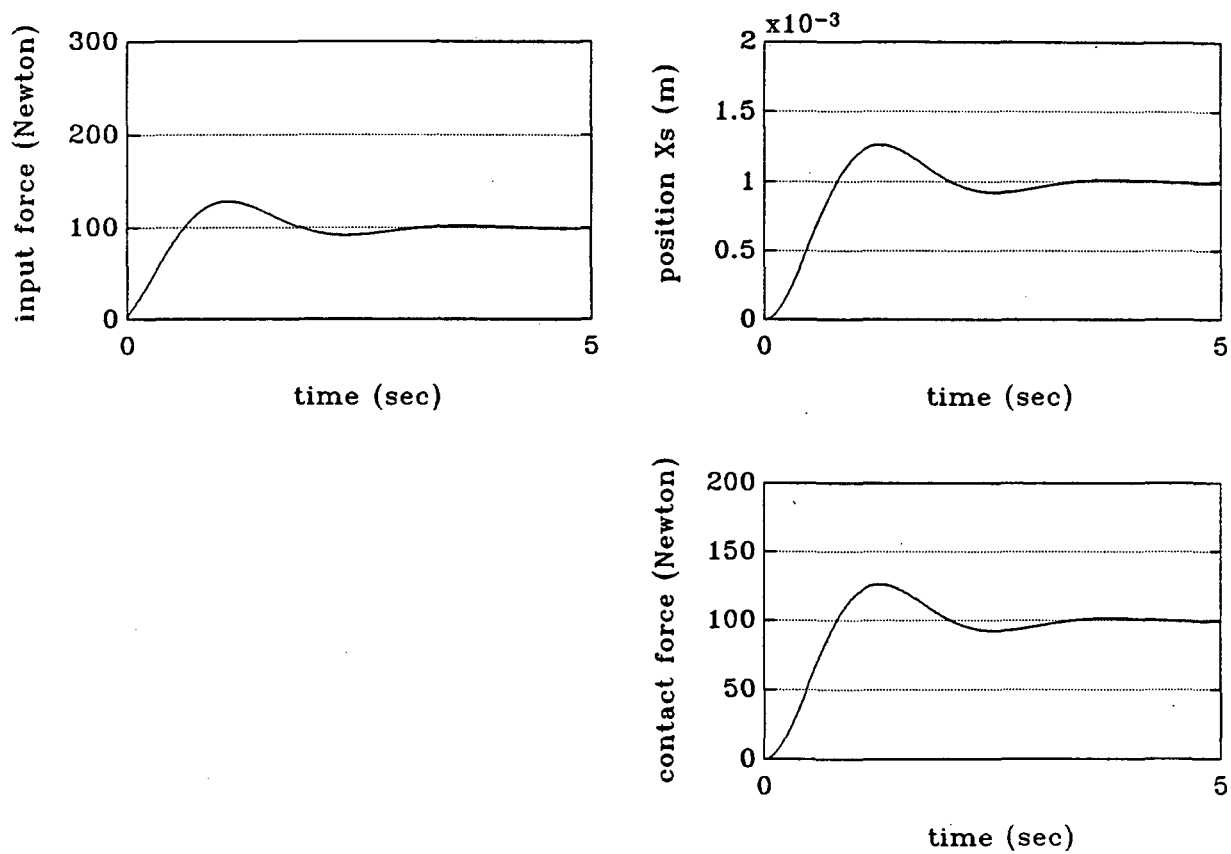 input force (Newton)
300
200
100
0
0
5
time (sec)
x10-3
position Xs (m)
2
1.5
1
0.5
0
0
5
time (sec)
contact force (Newton)
200
150
100
50
0
0
5
time (sec)